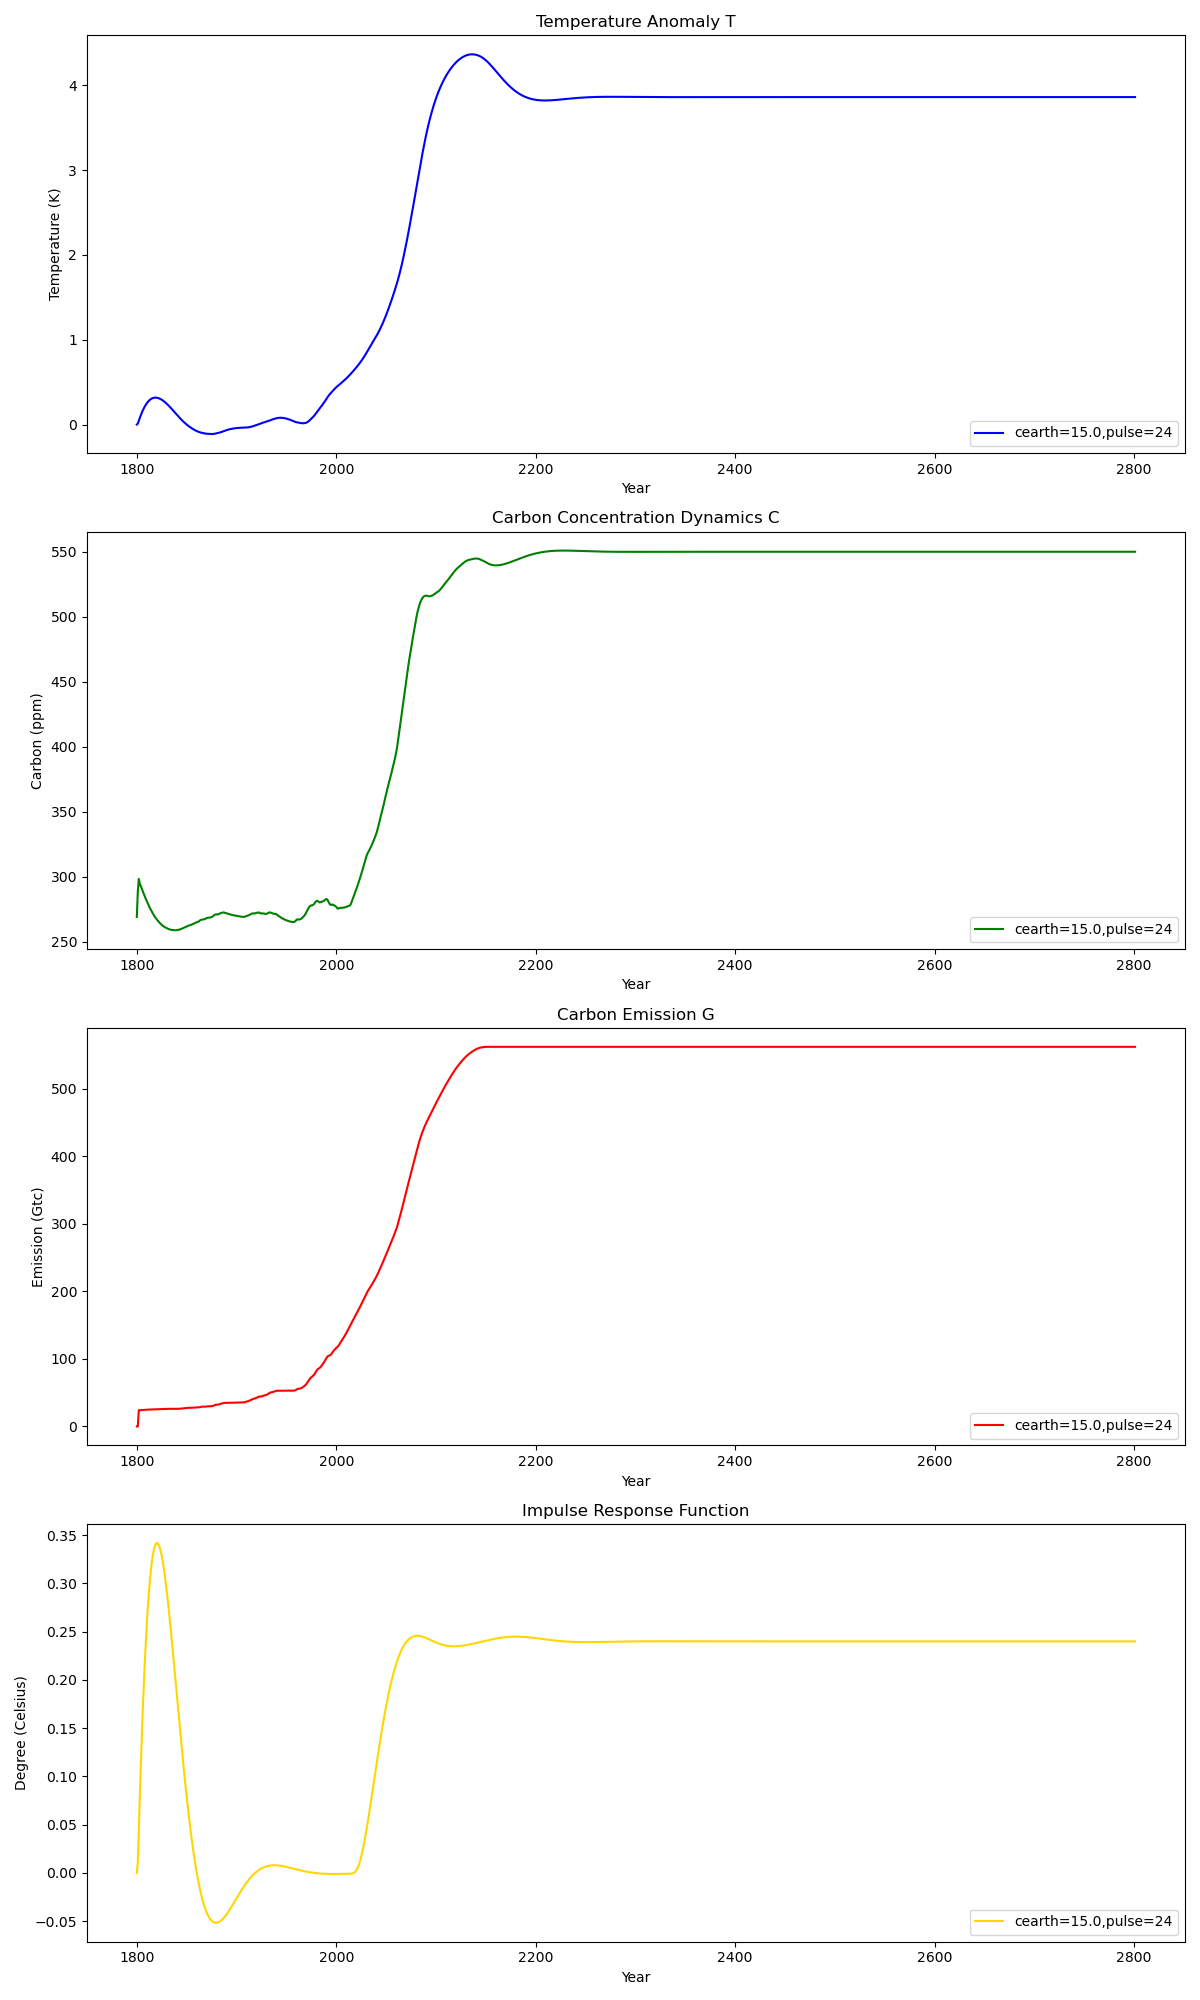 Temperature Anomaly T
Temperature (K)
4
3
2
1
0
cearth=15.0,pulse=24
1800 2000 2200 2400 2600 2800
Year
Carbon Concentration Dynamics C
Carbon (ppm)
550
500
450
400
350
300
250
cearth=15.0,pulse=24
1800 2000 2200 2400 2600 2800
Year
Carbon Emission G
Emission (Gtc)
500
400
300
200
100
0
cearth=15.0,pulse=24
1800 2000 2200 2400 2600 2800
Year
Impulse Response Function
Degree (Celsius)
0.35
0.30
0.25
0.20
0.15
0.10
0.05
0.00
−0.05
cearth=15.0,pulse=24
1800 2000 2200 2400 2600 2800
Year